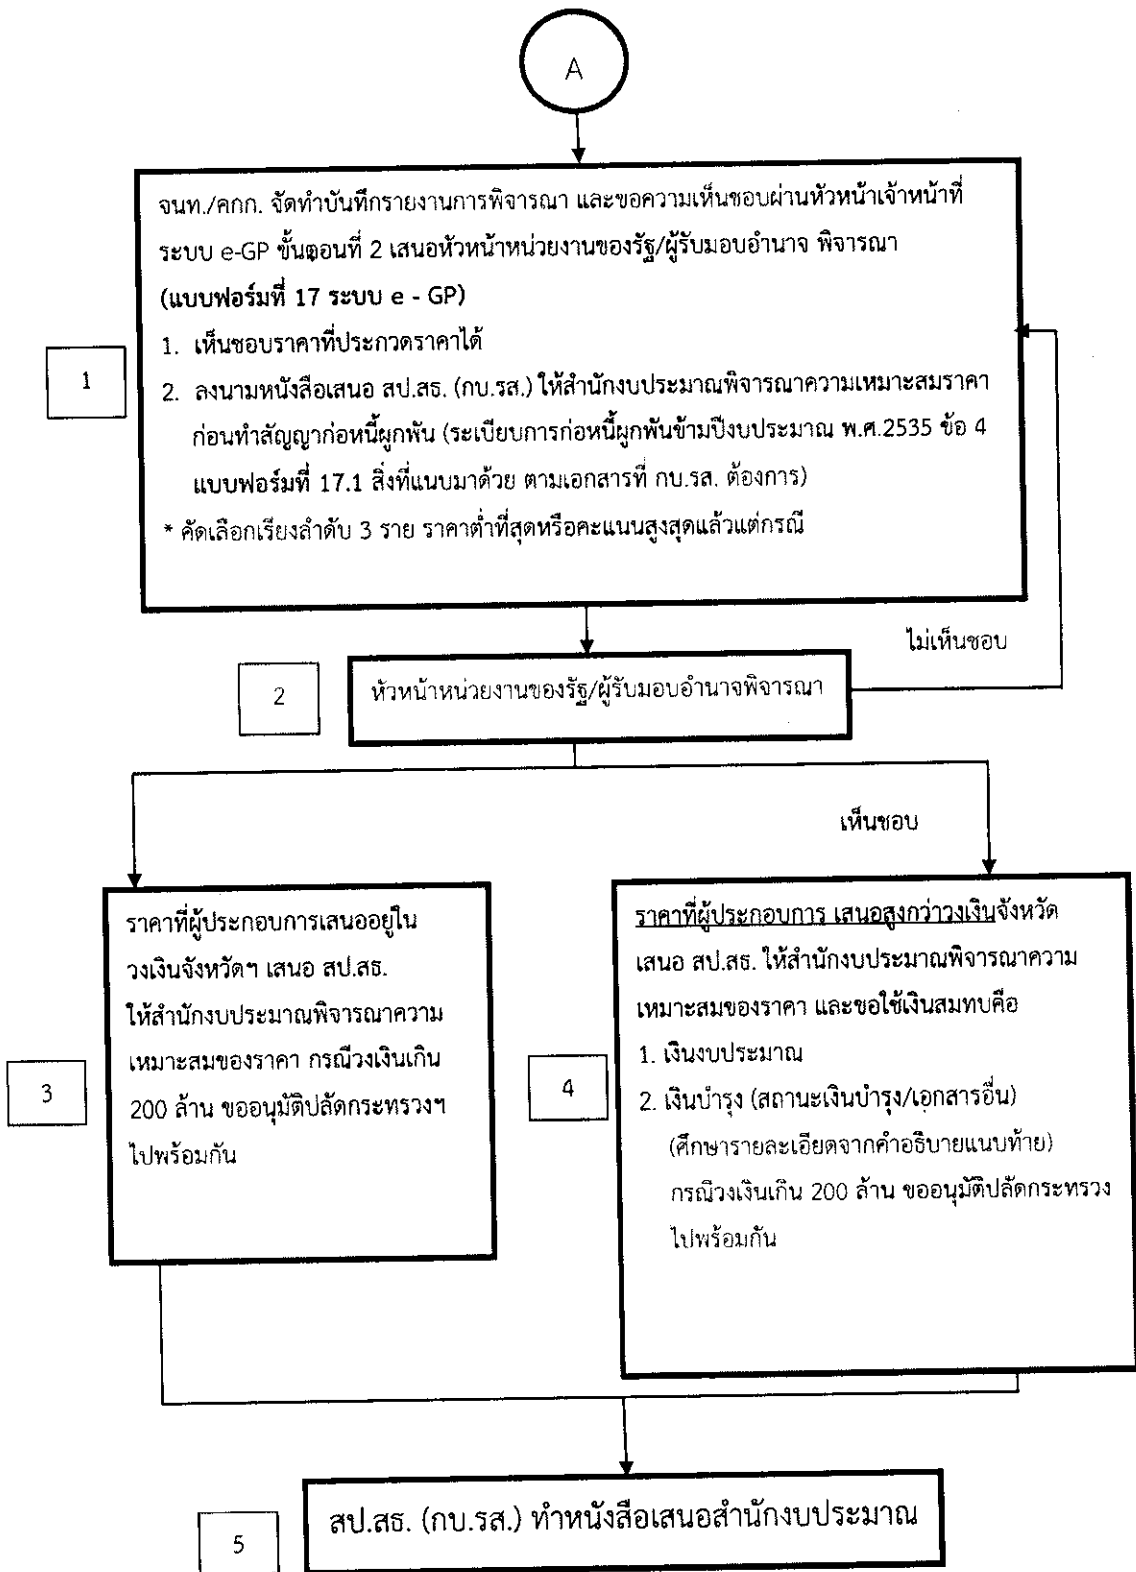 A
จนท./คกก. จัดทำบันทึกรายงานการพิจารณา และขอความเห็นชอบผ่านหัวหน้าเจ้าหน้าที่
ระบบ e-GP ขั้นตอนที่ 2 เสนอหัวหน้าหน่วยงานของรัฐ/ผู้รับมอบอำนาจ พิจารณา
(แบบฟอร์มที่ 17 ระบบ e - GP)
1. เห็นชอบราคาที่ประกวดราคาได้
1
2. ลงนามหนังสือเสนอ สป.สธ. (กบ.รส.) ให้สำนักงบประมาณพิจารณาความเหมาะสมราคา
ก่อนทำสัญญาก่อหนี้ผูกพัน (ระเบียบการก่อหนี้ผูกพันข้ามปีงบประมาณ พ.ศ.2535 ข้อ 4
แบบฟอร์มที่ 17.1 สิ่งที่แนบมาด้วย ตามเอกสารที่ กบ.รส. ต้องการ)
* คัดเลือกเรียงลำดับ 3 ราย ราคาต่ำที่สุดหรือคะแนนสูงสุดแล้วแต่กรณี
ไม่เห็นชอบ
2
หัวหน้าหน่วยงานของรัฐ/ผู้รับมอบอำนาจพิจารณา
เห็นชอบ
ราคาที่ผู้ประกอบการเสนออยู่ใน
วงเงินจังหวัดฯ เสนอ สป.สธ.
ให้สำนักงบประมาณพิจารณาความ
เหมาะสมของราคา กรณีวงเงินเกิน
3
200 ล้าน ขออนุมัติปลัดกระทรวงฯ
ไปพร้อมกัน
ราคาที่ผู้ประกอบการ เสนอสูงกว่าวงเงินจังหวัด
เสนอ สป.สธ. ให้สำนักงบประมาณพิจารณาความ
เหมาะสมของราคา และขอใช้เงินสมทบคือ
1. เงินงบประมาณ
4
2. เงินบำรุง (สถานะเงินบำรุง/เอกสารอื่น)
(ศึกษารายละเอียดจากคำอธิบายแนบท้าย)
กรณีวงเงินเกิน 200 ล้าน ขออนุมัติปลัดกระทรวง
ไปพร้อมกัน
5
สป.สธ. (กบ.รส.) ทำหนังสือเสนอสำนักงบประมาณ